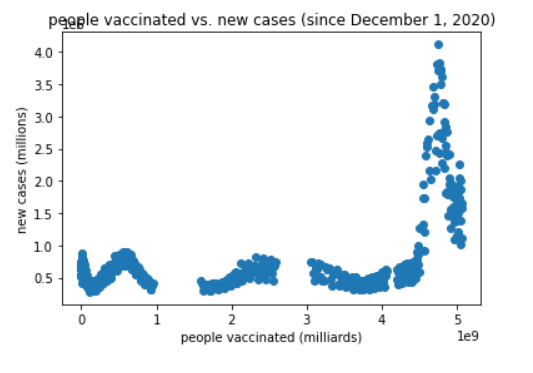 people vaccinated vs. new cases (since December 1, 2020)
1e6
4.0
3.5
3.0
2.5
2.0
1.5
1.0
0.5
new cases (millions)
0 1 2 3 4 5
1e9
people vaccinated (milliards)